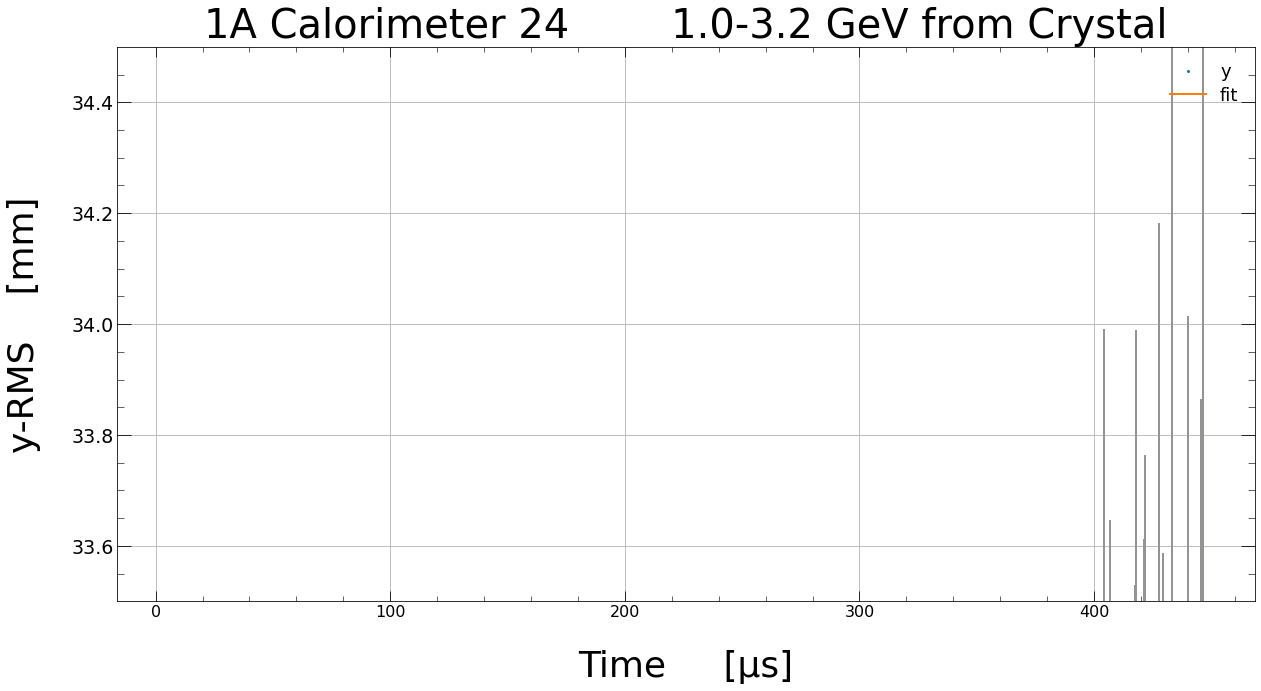 1A Calorimeter 24 1.0-3.2 GeV from Crystal
y
fit
34.4
34.2
34.0
33.8
33.6
y-RMS [mm]
0 100 200 300 400
Time [μs]